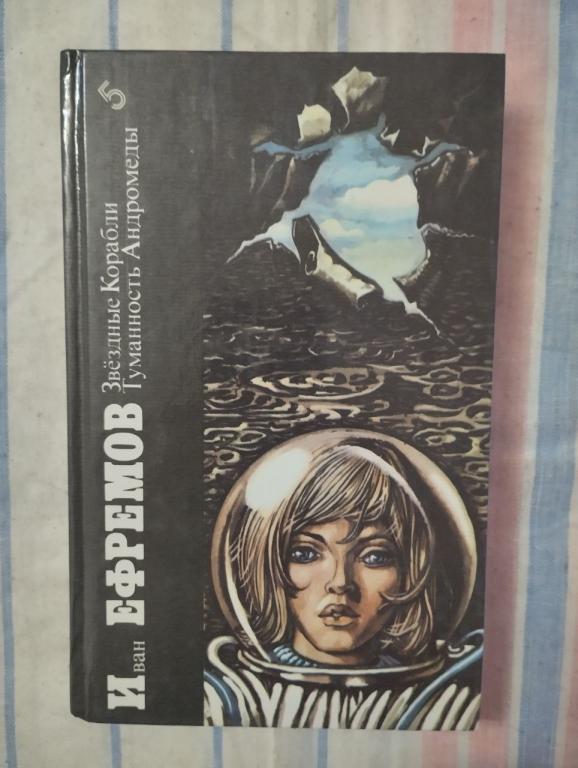 Иван ЕФРЕМОВ
Звёздные Корабли
Туманность Андромеды
5